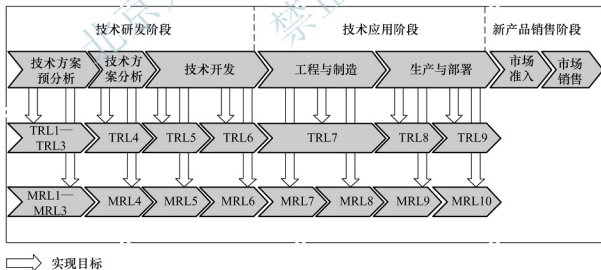 技术研发阶段 技术应用阶段 新产品销售阶段
技术方案 技术方 技术开发 工程与制造 生产与部署 市场 市场
预分析 案分析 准入 销售
TRL1— TRL4 TRL5 TRL6 TRL7 TRL8 TRL9
TRL3
MRL1— MRL4 MRL5 MRL6 MRL7 MRL8 MRL9 MRL10
MRL3
实现目标